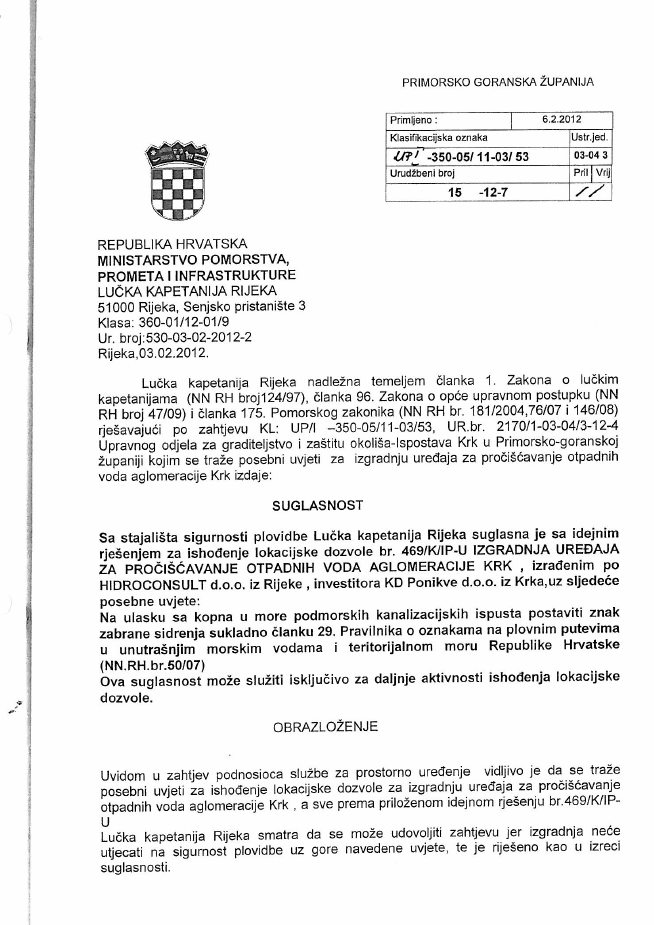 PRIMORSKO GORANSKA ŽUPANIJA
Primljeno : 6.2.2012
Klasifikacijska oznaka Ustr.jed.
UP/I -350-05/ 11-03/ 53 03-04 3
Urudžbeni broj Pril Vrij
15 -12-7
REPUBLIKA HRVATSKA
MINISTARSTVO POMORSTVA,
PROMETA I INFRASTRUKTURE
LUČKA KAPETANIJA RIJEKA
51000 Rijeka, Senjsko pristanište 3
Klasa: 360-01/12-01/9
Ur. broj:530-03-02-2012-2
Rijeka,03.02.2012.
Lučka kapetanija Rijeka nadležna temeljem članka 1. Zakona o lučkim
kapetanijama (NN RH broj124/97), članka 96. Zakona o opće upravnom postupku (NN
RH broj 47/09) i članka 175. Pomorskog zakonika (NN RH br. 181/2004,76/07 i 146/08)
rješavajući po zahtjevu KL: UP/I –350-05/11-03/53, UR.br. 2170/1-03-04/3-12-4
Upravnog odjela za graditeljstvo i zaštitu okoliša-Ispostava Krk u Primorsko-goranskoj
županiji kojim se traže posebni uvjeti za izgradnju uređaja za pročišćavanje otpadnih
voda aglomeracije Krk izdaje:
SUGLASNOST
Sa stajališta sigurnosti plovidbe Lučka kapetanija Rijeka suglasna je sa idejnim
rješenjem za ishođenje lokacijske dozvole br. 469/K/IP-U IZGRADNJA UREĐAJA
ZA PROČIŠĆAVANJE OTPADNIH VODA AGLOMERACIJE KRK , izrađenim po
HIDROCONSULT d.o.o. iz Rijeke , investitora KD Ponikve d.o.o. iz Krka,uz sljedeće
posebne uvjete:
Na ulasku sa kopna u more podmorskih kanalizacijskih ispusta postaviti znak
zabrane sidrenja sukladno članku 29. Pravilnika o oznakama na plovnim putevima
u unutrašnjim morskim vodama i teritorijalnom moru Republike Hrvatske
(NN.RH.br.50/07)
Ova suglasnost može služiti isključivo za daljnje aktivnosti ishođenja lokacijske
dozvole.
OBRAZLOŽENJE
Uvidom u zahtjev podnosioca službe za prostorno uređenje vidljivo je da se traže
posebni uvjeti za ishođenje lokacijske dozvole za izgradnju uređaja za pročišćavanje
otpadnih voda aglomeracije Krk , a sve prema priloženom idejnom rješenju br.469/K/IP-
U
Lučka kapetanija Rijeka smatra da se može udovoljiti zahtjevu jer izgradnja neće
utjecati na sigurnost plovidbe uz gore navedene uvjete, te je riješeno kao u izreci
suglasnosti.